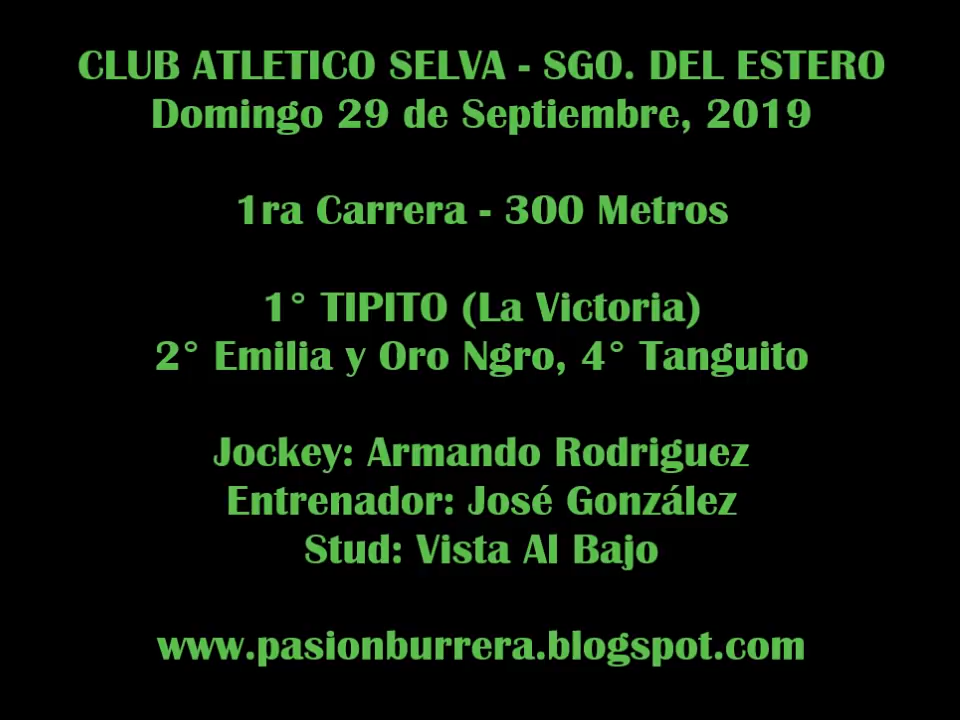 CLUB ATLETICO SELVA - SGO. DEL ESTERO
Domingo 29 de Septiembre, 2019
1ra Carrera - 300 Metros
1° TIPITO (La Victoria)
2° Emilia y Oro Ngro, 4° Tanguito
Jockey: Armando Rodriguez
Entrenador: José González
Stud: Vista Al Bajo
www.pasionburrera.blogspot.com